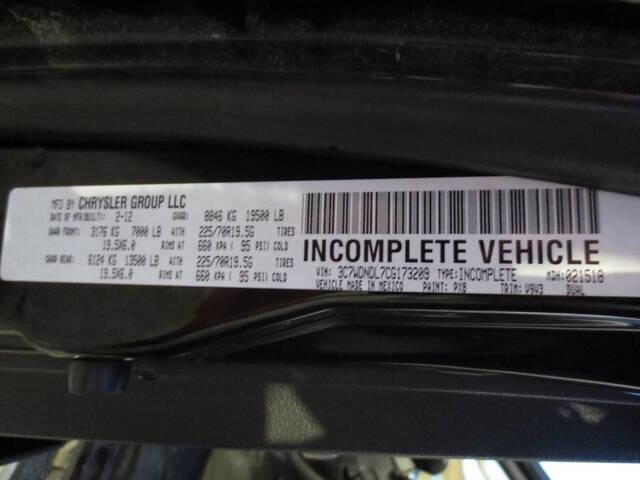 MFD BY CHRYSLER GROUP LLC
DATE OF MFR(BUILT): 2-12 GVWR: 8846 KG 19500 LB
GAWR FRONT: 3176 KG 7000 LB WITH 225/70R19.5G TIRES
19.5X6.0 RIMS AT 660 KPA ( 95 PSI) COLD
GAWR REAR: 6124 KG 13500 LB WITH 225/70R19.5G TIRES
19.5X6.0 RIMS AT 660 KPA ( 95 PSI) COLD
INCOMPLETE VEHICLE
VIN: 3C7WDNDL7CG173209 TYPE:INCOMPLETE MDH:021518
VEHICLE MADE IN MEXICO PAINT: PX8 TRIM: V9V3 DUAL